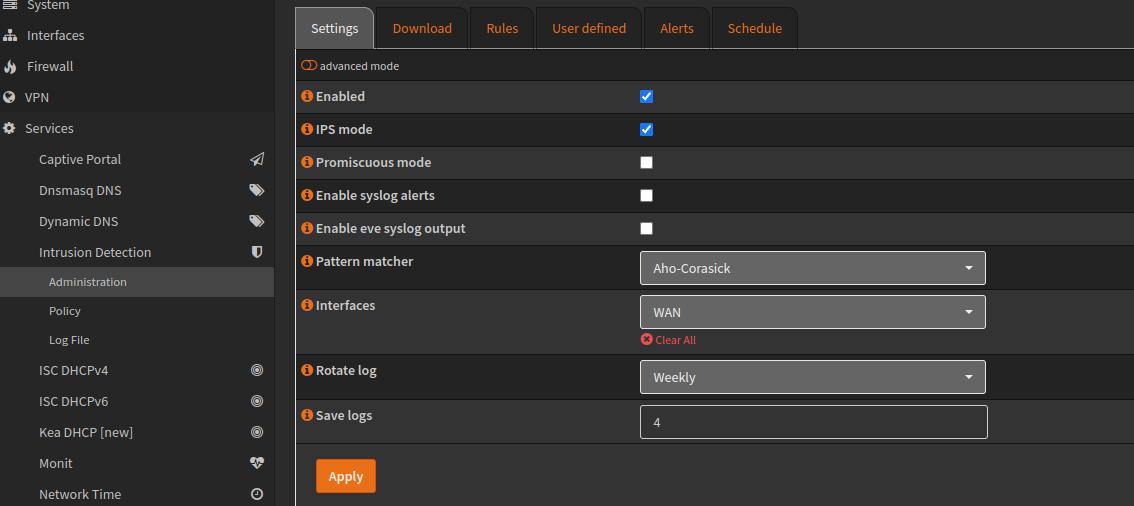 System
Interfaces
Firewall
VPN
Services
Captive Portal
Dnsmasq DNS
Dynamic DNS
Intrusion Detection
Administration
Policy
Log File
ISC DHCPv4
ISC DHCPv6
Kea DHCP [new]
Monit
Network Time
Settings Download Rules User defined Alerts Schedule
advanced mode
Enabled
IPS mode
Promiscuous mode
Enable syslog alerts
Enable eve syslog output
Pattern matcher Aho-Corasick
Interfaces WAN
Clear All
Rotate log Weekly
Save logs 4
Apply